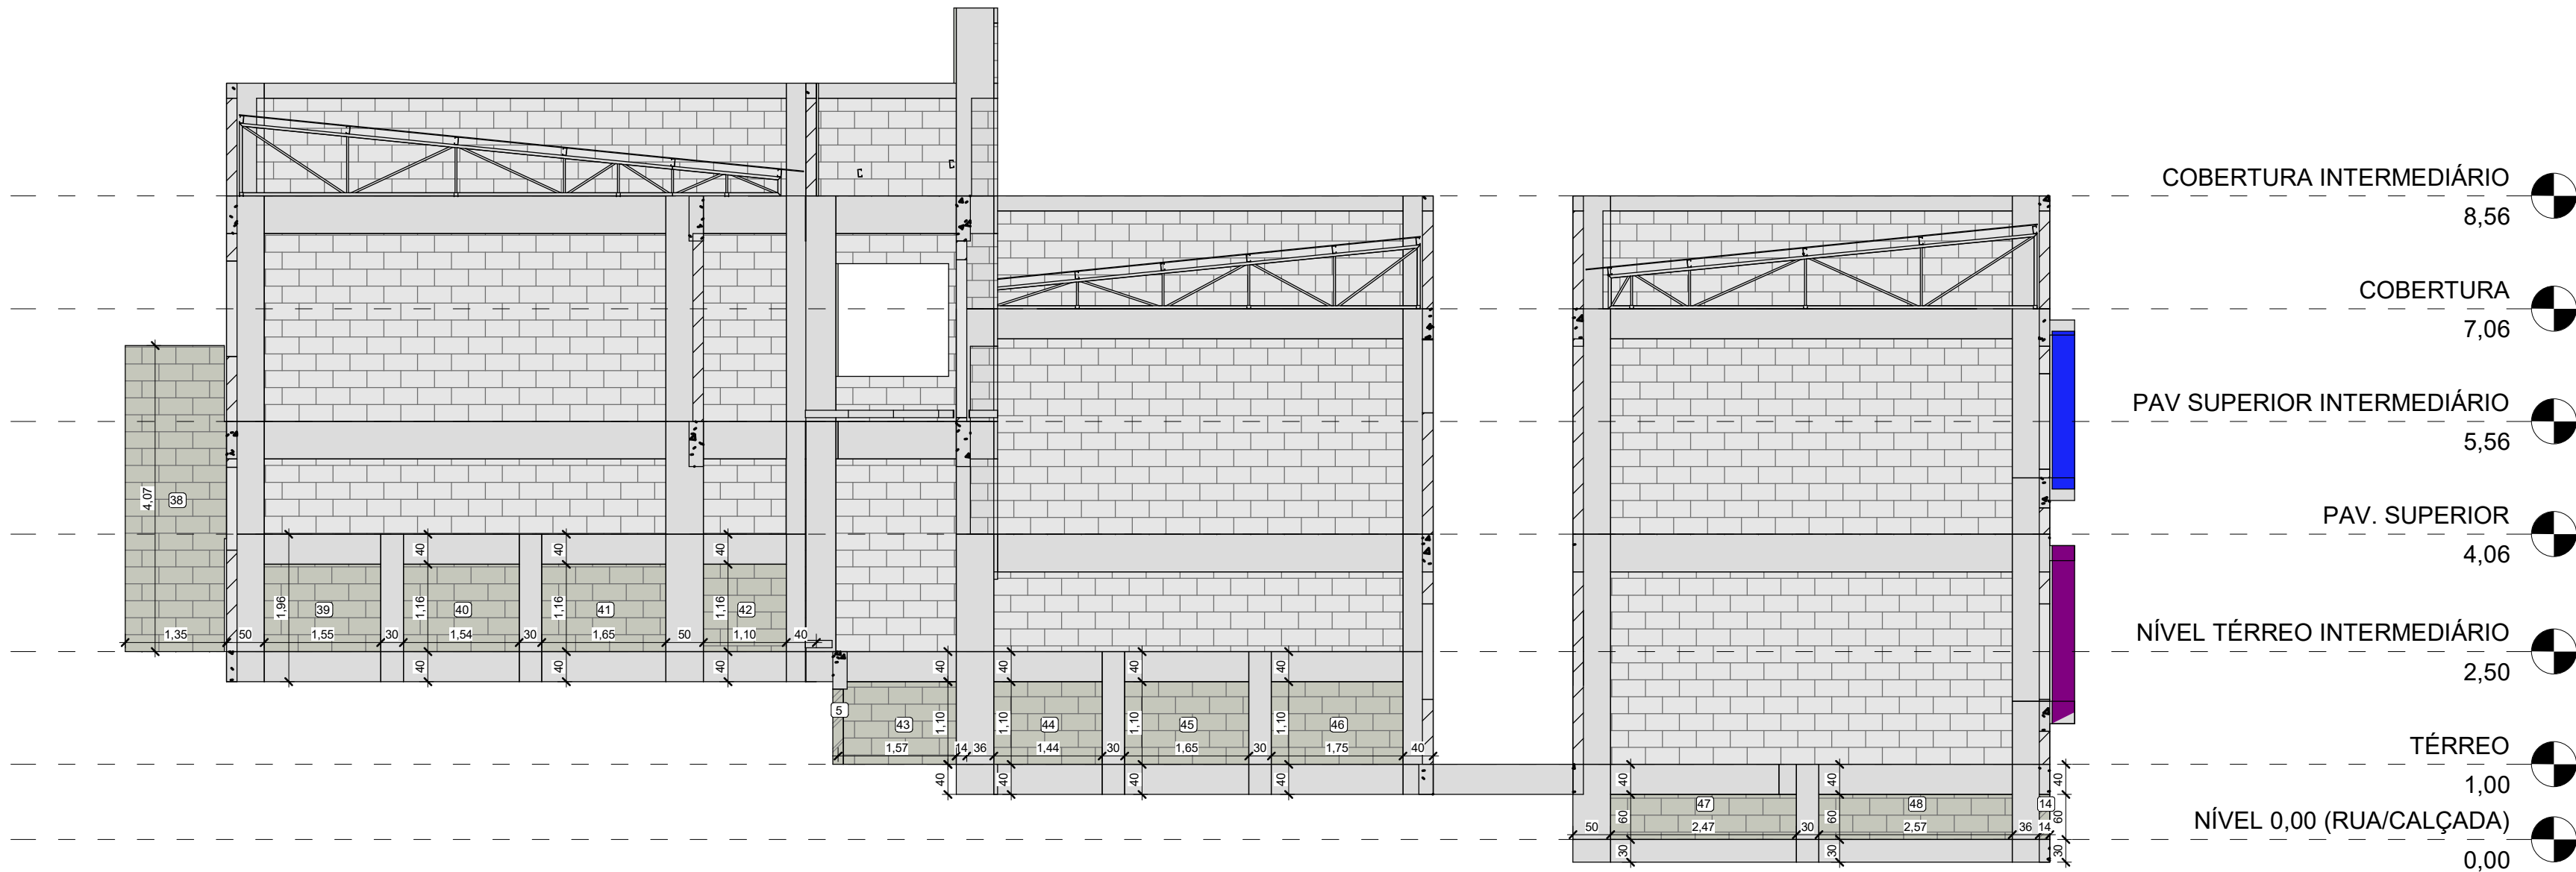 COBERTURA INTERMEDIÁRIO
8,56
COBERTURA
7,06
PAV SUPERIOR INTERMEDIÁRIO
5,56
PAV. SUPERIOR
4,06
NÍVEL TÉRREO INTERMEDIÁRIO
2,50
TÉRREO
1,00
NÍVEL 0,00 (RUA/CALÇADA)
0,00
4,07
38
40 40 40
1,96
39 1,16 40 1,16 41 1,16 42
1,35 50 1,55 30 1,54 30 1,65 50 1,10 40
40 40 40
40 40 40 40
5
43 1,10 1,10 44 1,10 45 1,10 46
1,57 14 36 1,44 30 1,65 30 1,75 40
40 40 40 40
40 40 40
47 48 14
60 60 60
50 2,47 30 2,57 36 14
30 30 30